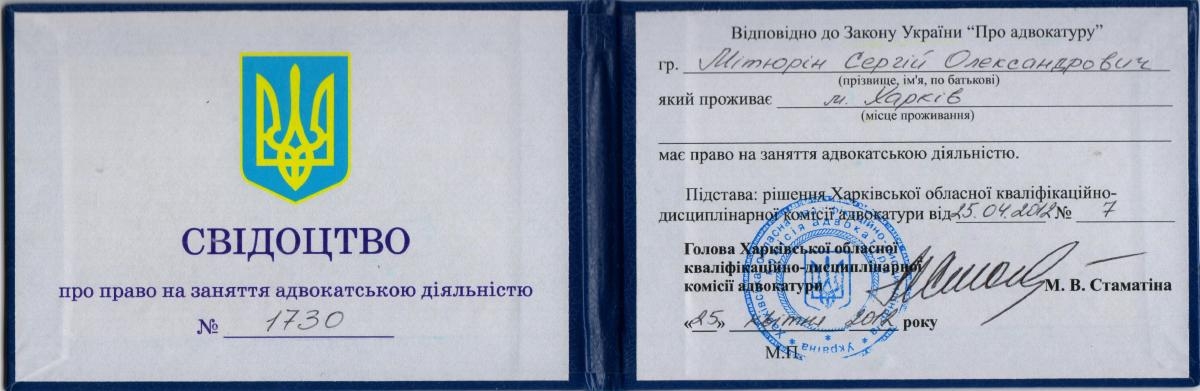 СВІДОЦТВО
про право на заняття адвокатською діяльністю
№ 1730
Відповідно до Закону України “Про адвокатуру”
гр. Мітюрін Сергій Олександрович
(прізвище, ім'я, по батькові)
який проживає м. Харків
(місце проживання)
має право на заняття адвокатською діяльністю.
Підстава: рішення Харківської обласної кваліфікаційно-
дисциплінарної комісії адвокатури від 25.04.2012 № 7
Голова Харківської обласної
кваліфікаційно-дисциплінарної
комісії адвокатури
М. В. Стаматіна
«25» квітня 2012 року
М.П.
Україна